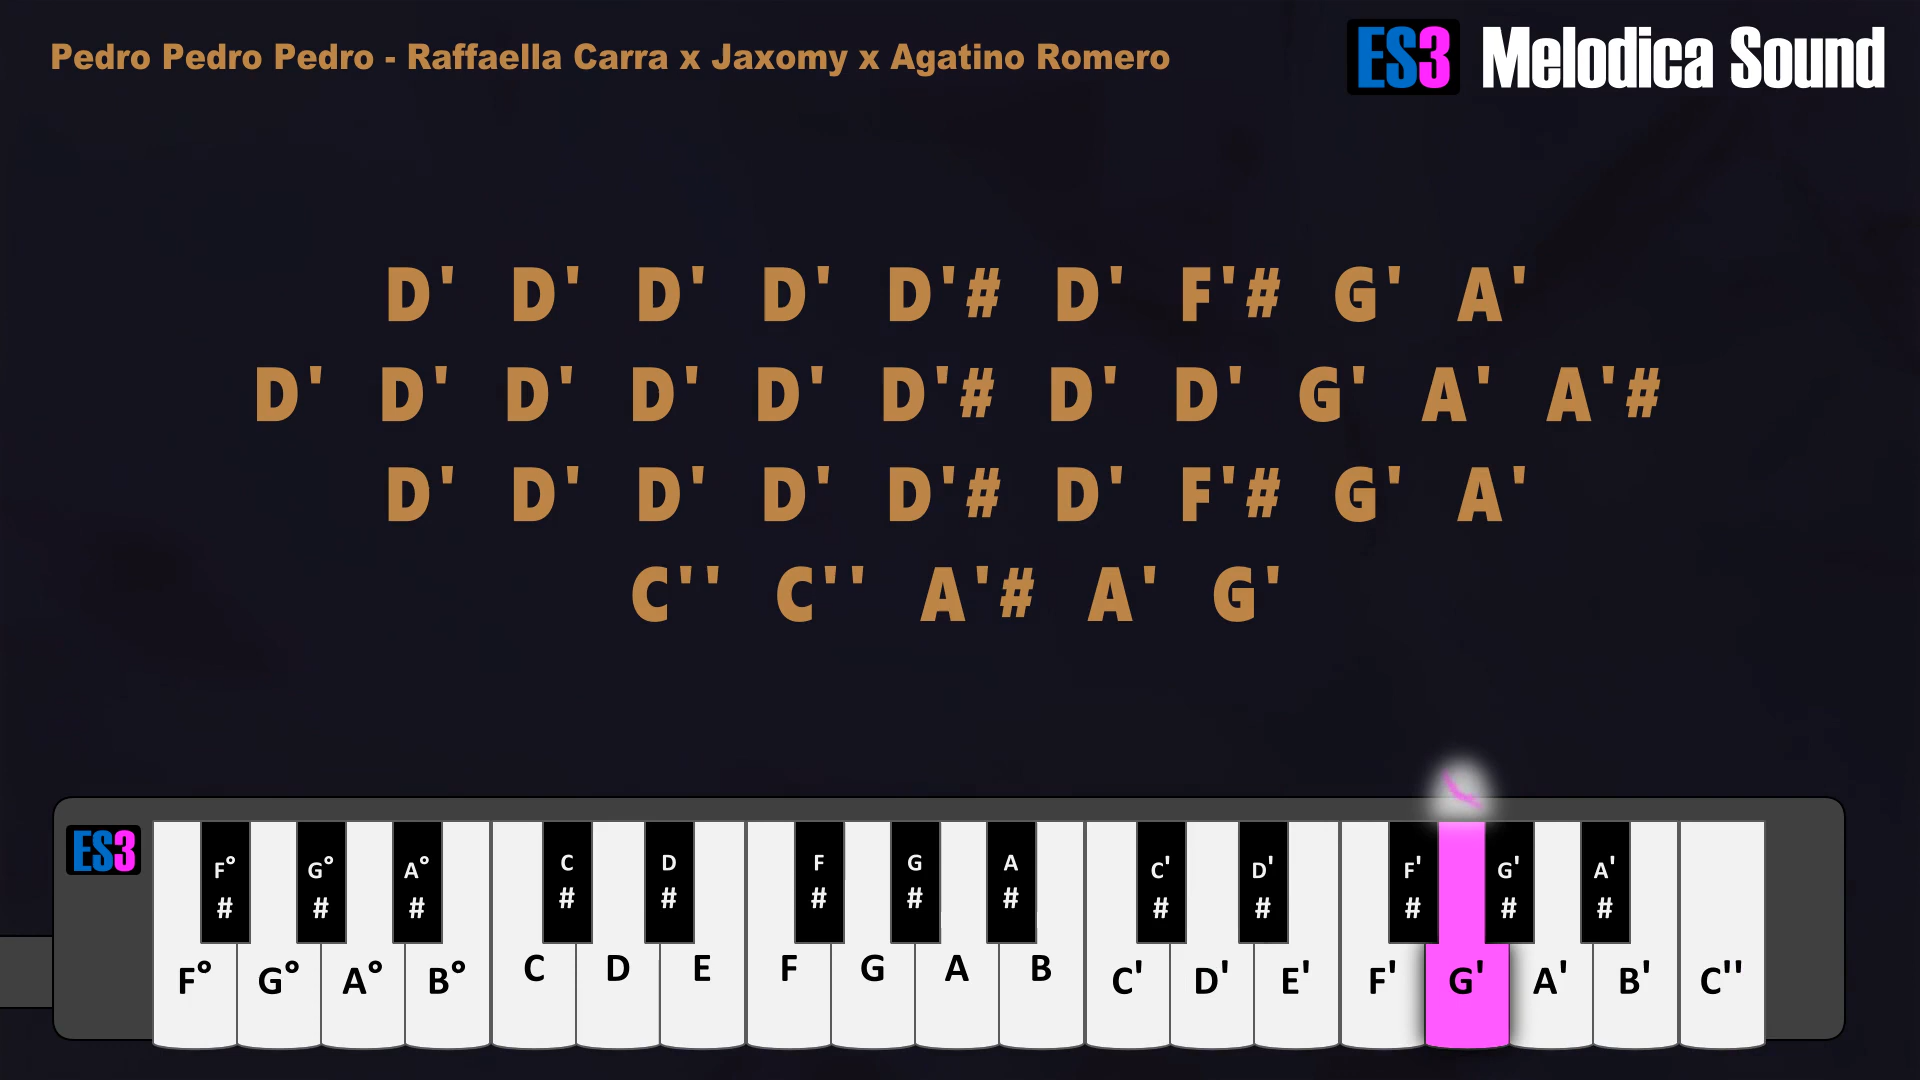 Pedro Pedro Pedro - Raffaella Carra x Jaxomy x Agatino Romero
ES3 Melodica Sound
D' D' D' D' D'# D' F'# G' A'
D' D' D' D' D' D'# D' D' G' A' A'#
D' D' D' D' D'# D' F'# G' A'
C'' C'' A'# A' G'
ES3
F° # G° # A° # C # D # F # G # A # C' # D' # F' # G' # A' #
F° G° A° B° C D E F G A B C' D' E' F' G' A' B' C''